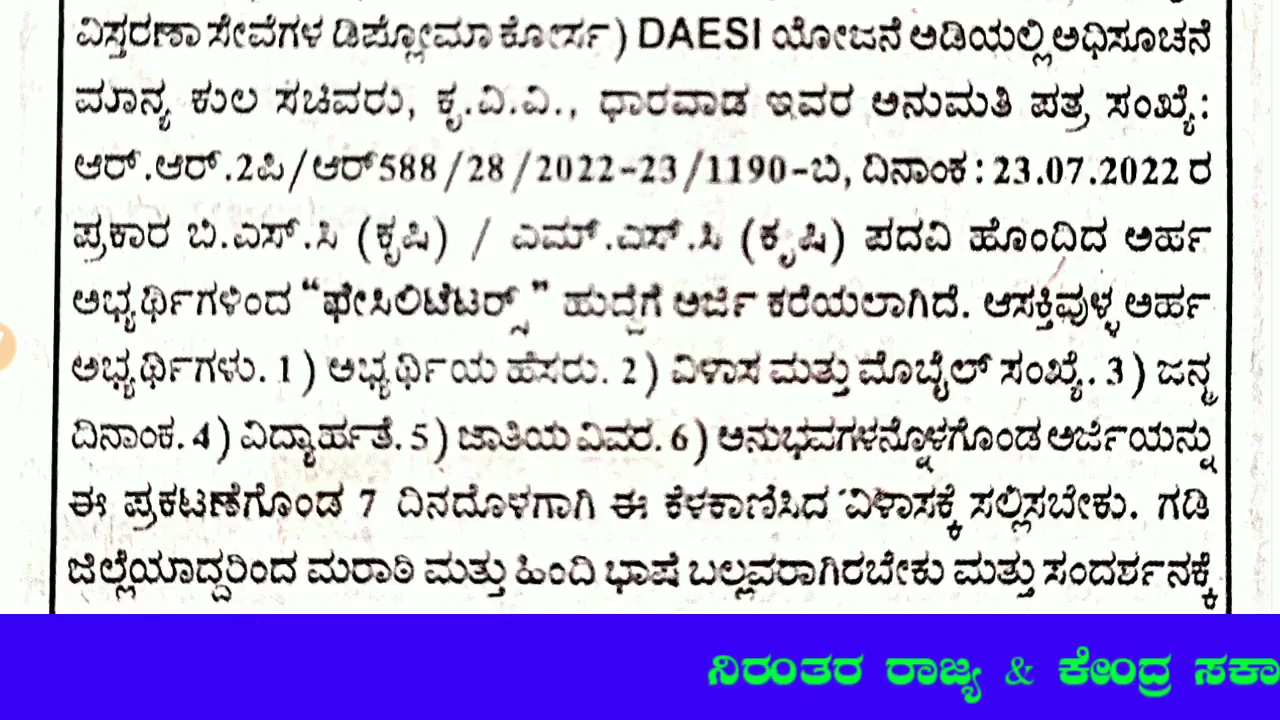 ವಿಸ್ತರಣಾ ಸೇವೆಗಳ ಡಿಪ್ಲೋಮಾ ಕೋರ್ಸ) DAESI ಯೋಜನೆ ಅಡಿಯಲ್ಲಿ ಅಧಿಸೂಚನೆ
ಮಾನ್ಯ ಕುಲ ಸಚಿವರು, ಕೃ.ವಿ.ವಿ., ಧಾರವಾಡ ಇವರ ಅನುಮತಿ ಪತ್ರ ಸಂಖ್ಯೆ:
ಆರ್.ಆರ್.2ಪಿ/ಆರ್588/28/2022-23/1190-ಬ, ದಿನಾಂಕ: 23.07.2022 ರ
ಪ್ರಕಾರ ಬಿ.ಎಸ್.ಸಿ (ಕೃಷಿ) / ಎಮ್.ಎಸ್.ಸಿ (ಕೃಷಿ) ಪದವಿ ಹೊಂದಿದ ಅರ್ಹ
ಅಭ್ಯರ್ಥಿಗಳಿಂದ “ಫೇಸಿಲಿಟೆಟರ್ಸ್” ಹುದ್ದೆಗೆ ಅರ್ಜಿ ಕರೆಯಲಾಗಿದೆ. ಆಸಕ್ತಿವುಳ್ಳ ಅರ್ಹ
ಅಭ್ಯರ್ಥಿಗಳು. 1) ಅಭ್ಯರ್ಥಿಯ ಹೆಸರು. 2) ವಿಳಾಸ ಮತ್ತು ಮೊಬೈಲ್ ಸಂಖ್ಯೆ. 3) ಜನ್ಮ
ದಿನಾಂಕ. 4) ವಿದ್ಯಾರ್ಹತೆ. 5) ಜಾತಿಯ ವಿವರ. 6) ಅನುಭವಗಳನ್ನೊಳಗೊಂಡ ಅರ್ಜಿಯನ್ನು
ಈ ಪ್ರಕಟಣೆಗೊಂಡ 7 ದಿನದೊಳಗಾಗಿ ಈ ಕೆಳಕಾಣಿಸಿದ ವಿಳಾಸಕ್ಕೆ ಸಲ್ಲಿಸಬೇಕು. ಗಡಿ
ಜಿಲ್ಲೆಯಾದ್ದರಿಂದ ಮರಾಠಿ ಮತ್ತು ಹಿಂದಿ ಭಾಷೆ ಬಲ್ಲವರಾಗಿರಬೇಕು ಮತ್ತು ಸಂದರ್ಶನಕ್ಕೆ
ನಿರಂತರ ರಾಜ್ಯ & ಕೇಂದ್ರ ಸರ್ಕಾ